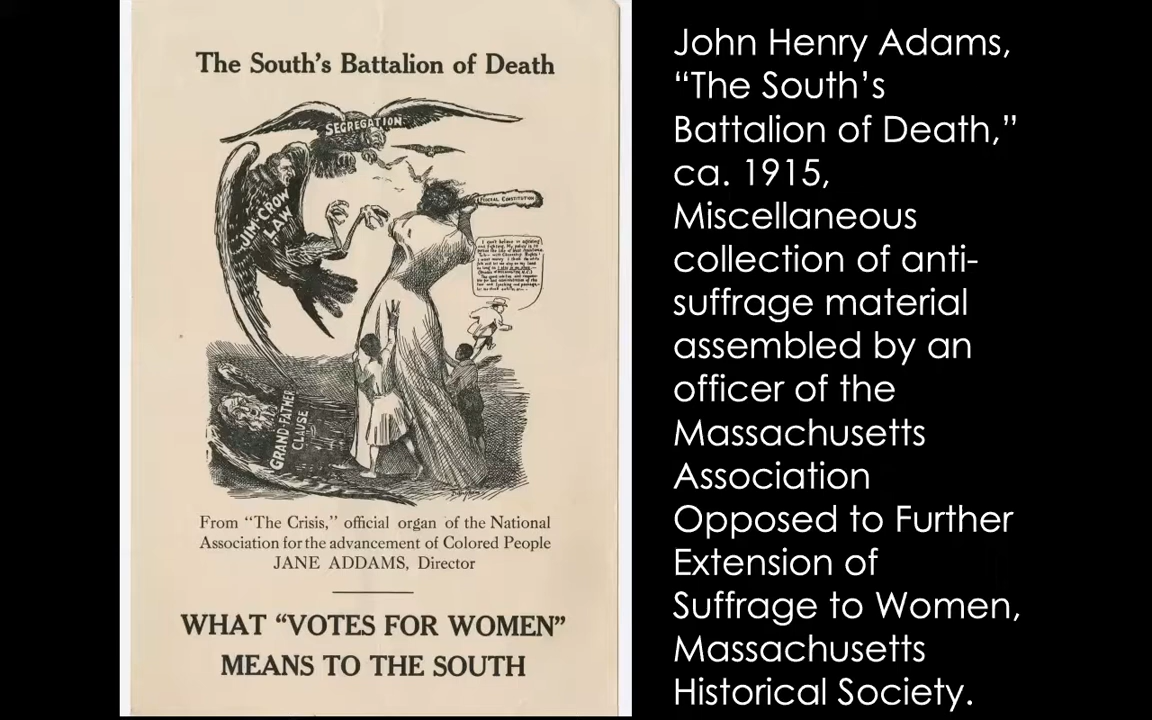 The South's Battalion of Death
SEGREGATION
JIM CROW
LAW
FEDERAL CONSTITUTION
GRAND-FATHER
CLAUSE
From "The Crisis," official organ of the National
Association for the advancement of Colored People
JANE ADDAMS, Director
WHAT "VOTES FOR WOMEN"
MEANS TO THE SOUTH
John Henry Adams,
“The South’s
Battalion of Death,”
ca. 1915,
Miscellaneous
collection of anti-
suffrage material
assembled by an
officer of the
Massachusetts
Association
Opposed to Further
Extension of
Suffrage to Women,
Massachusetts
Historical Society.